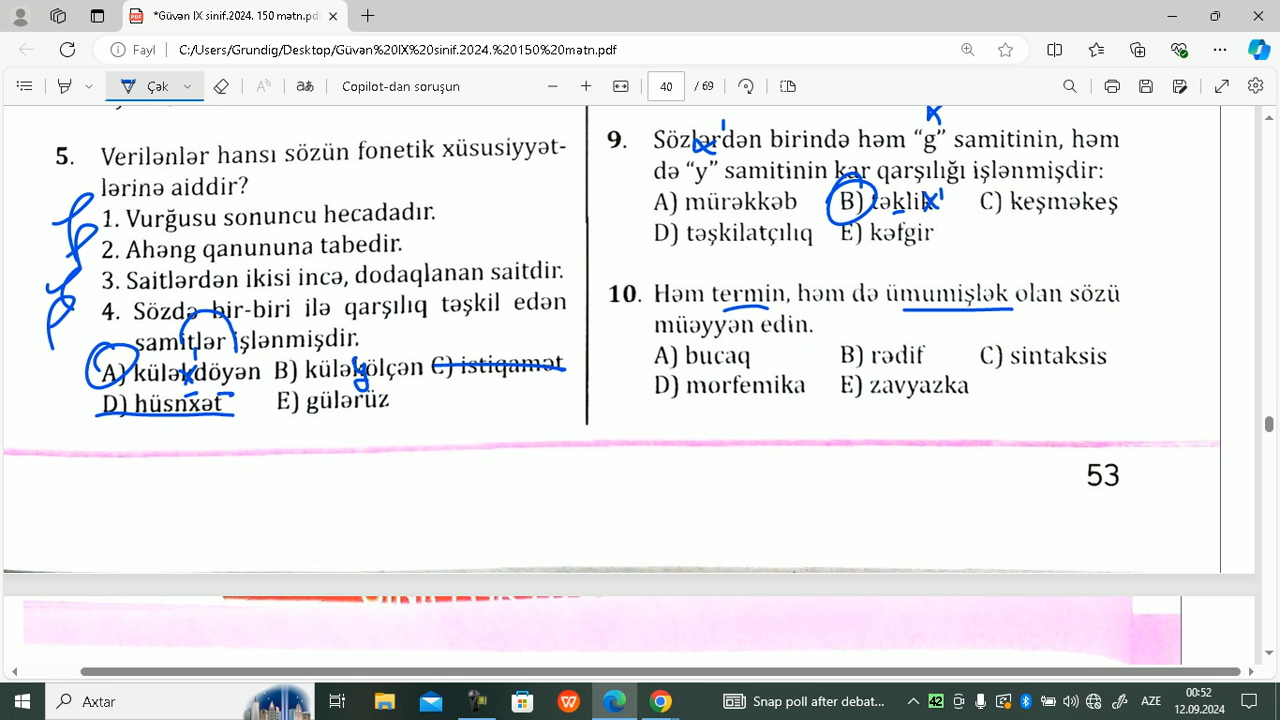 *Güvən IX sinif.2024. 150 mətn.pdf
Fayl
C:/Users/Grundig/Desktop/Güvən%20IX%20sinif.2024.%20150%20mətn.pdf
Çək
aあ
Copilot-dan soruşun
40 / 69
5. Verilənlər hansı sözün fonetik xüsusiyyət-
lərinə aiddir?
1. Vurğusu sonuncu hecadadır.
2. Ahəng qanununa tabedir.
3. Saitlərdən ikisi incə, dodaqlanan saitdir.
4. Sözdə bir-biri ilə qarşılıq təşkil edən
samitlər işlənmişdir.
A) küləkdöyən B) küləkölçən C) istiqamət
D) hüsnxət E) gülərüz
9. Sözlərdən birində həm “g” samitinin, həm
də “y” samitinin kar qarşılığı işlənmişdir:
A) mürəkkəb B) təklik x' C) keşməkeş
D) təşkilatçılıq E) kəfgir
10. Həm termin, həm də ümumişlək olan sözü
müəyyən edin.
A) bucaq B) rədif C) sintaksis
D) morfemika E) zavyazka
53
Axtar
Snap poll after debat...
42
AZE
00:52
12.09.2024